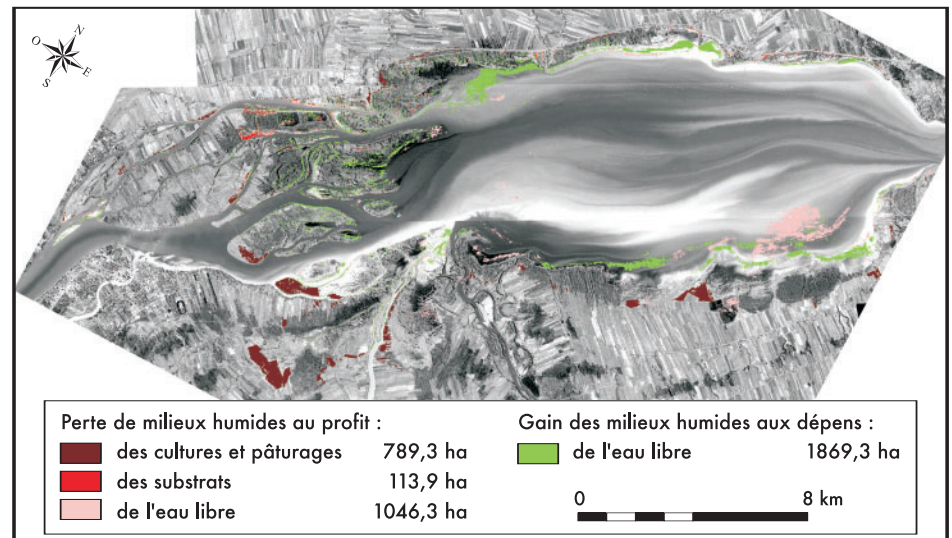 N
O
E
S
Perte de milieux humides au profit :
des cultures et pâturages 789,3 ha
des substrats 113,9 ha
de l'eau libre 1046,3 ha
Gain des milieux humides aux dépens :
de l'eau libre 1869,3 ha
0 8 km